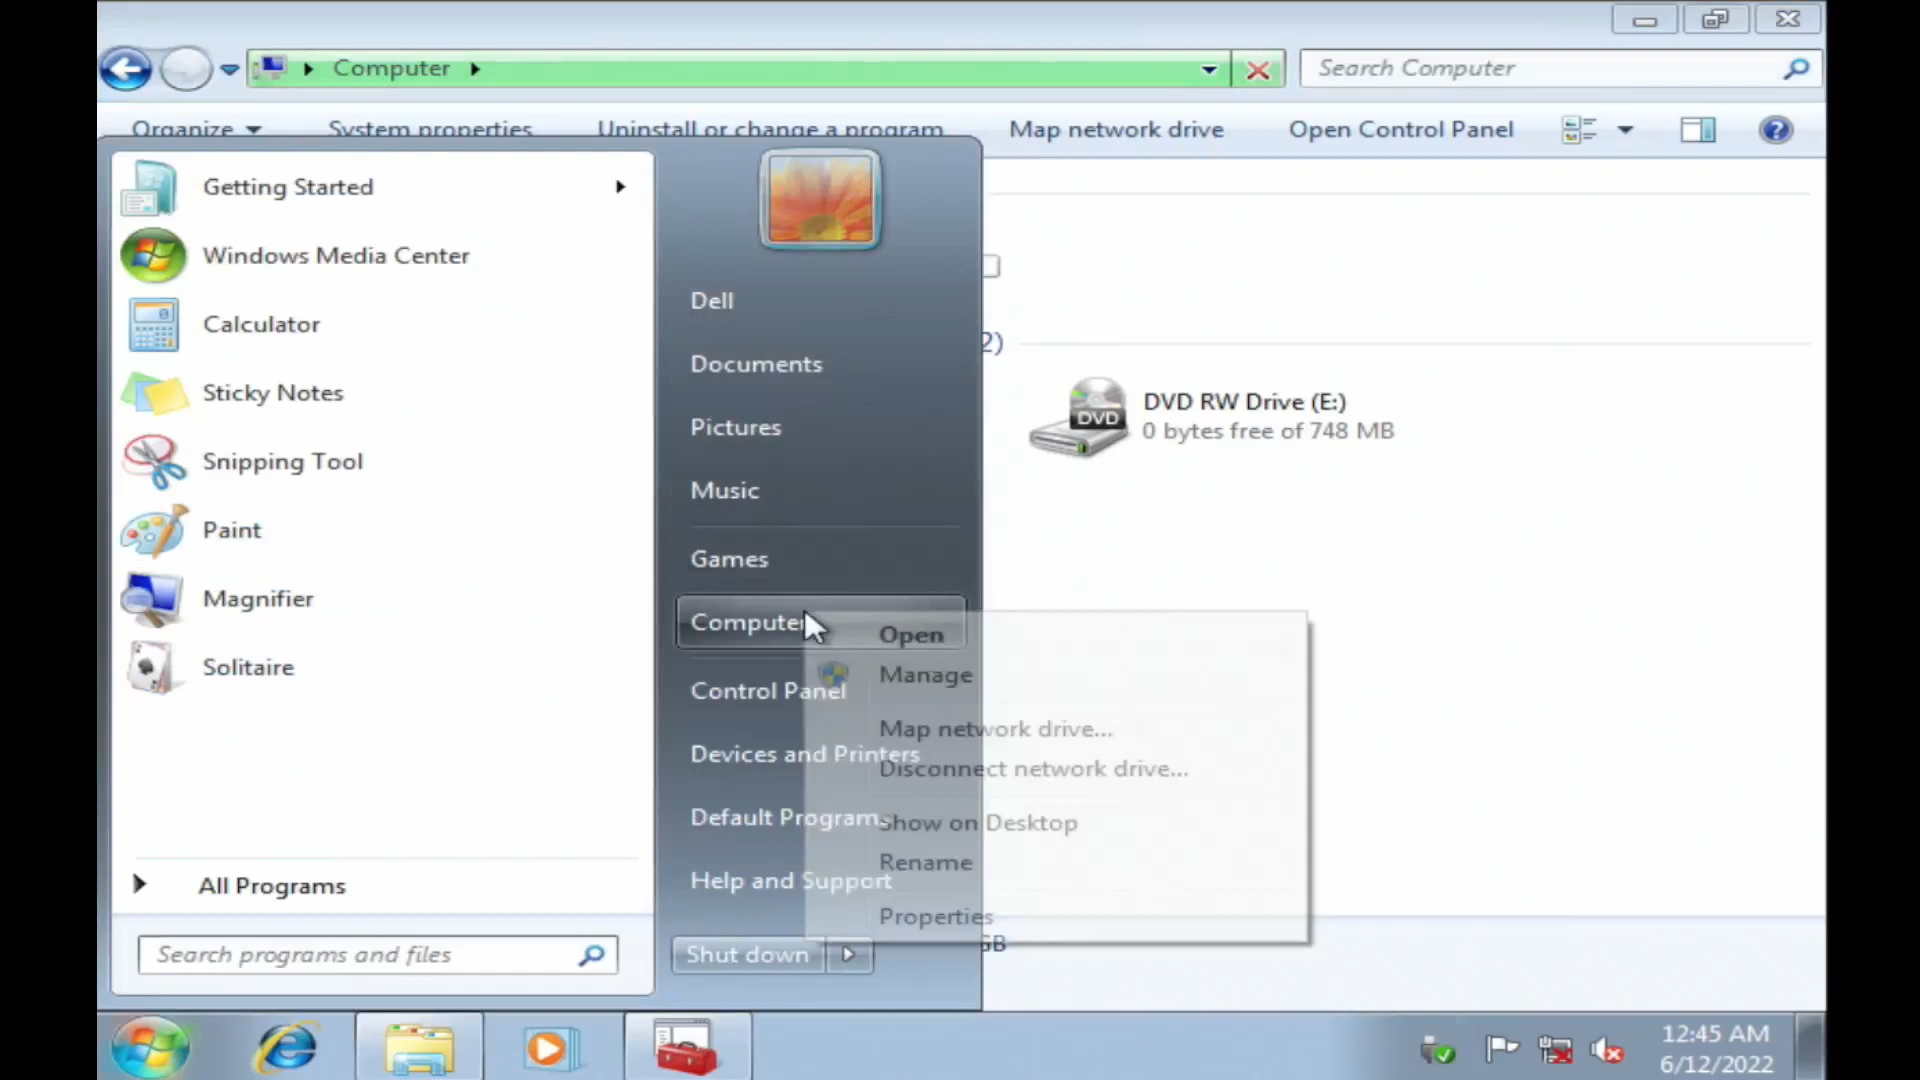 Computer
Search Computer
Organize
System properties
Uninstall or change a program
Map network drive
Open Control Panel
Getting Started
Windows Media Center
Calculator
Sticky Notes
Snipping Tool
Paint
Magnifier
Solitaire
All Programs
Search programs and files
Dell
Documents
Pictures
Music
Games
Computer
Control Panel
Devices and Printers
Default Programs
Help and Support
Shut down
Open
Manage
Map network drive...
Disconnect network drive...
Show on Desktop
Rename
Properties
2)
DVD
DVD RW Drive (E:)
0 bytes free of 748 MB
GB
12:45 AM
6/12/2022